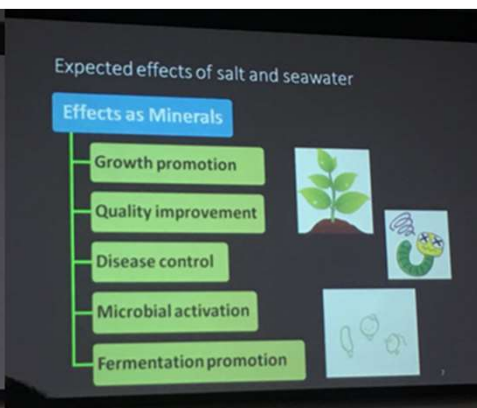 Expected effects of salt and seawater
Effects as Minerals
Growth promotion
Quality improvement
Disease control
Microbial activation
Fermentation promotion
7